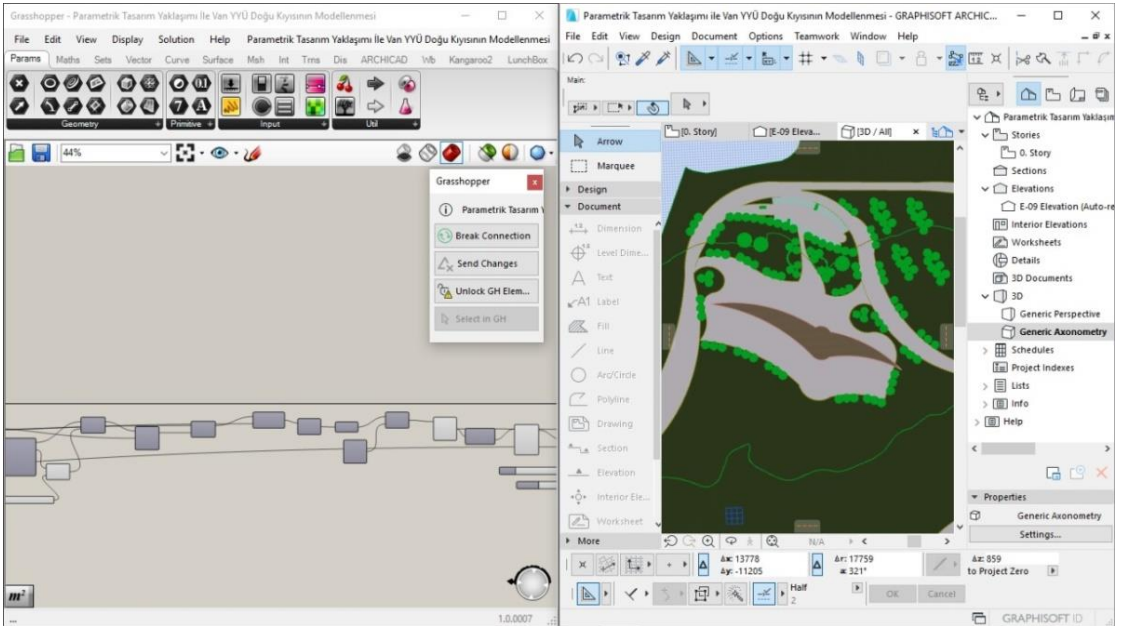 Grasshopper - Parametrik Tasarım Yaklaşımı İle Van YYÜ Doğu Kıyısının Modellenmesi
File Edit View Display Solution Help Parametrik Tasarım Yaklaşımı İle Van YYÜ Doğu Kıyısının Modellenmesi
Params Maths Sets Vector Curve Surface Msh Int Trns Dis ARCHICAD Wb Kangaroo2 LunchBox
Geometry Primitive Input Util
44%
Grasshopper
Parametrik Tasarım Y
Break Connection
Send Changes
Unlock GH Elem...
Select in GH
m²
...
1.0.0007
Parametrik Tasarım Yaklaşımı ile Van YYÜ Doğu Kıyısının Modellenmesi - GRAPHISOFT ARCHIC...
File Edit View Design Document Options Teamwork Window Help
Main:
Arrow
Marquee
Design
Document
Dimension
Level Dime...
Text
A1 Label
Fill
Line
Arc/Circle
Polyline
Drawing
Section
Elevation
Interior Ele...
Worksheet
More
[0. Story] [E-09 Eleva... [3D / All]
N/A
Parametrik Tasarım Yaklaşım
Stories
0. Story
Sections
Elevations
E-09 Elevation (Auto-re
Interior Elevations
Worksheets
Details
3D Documents
3D
Generic Perspective
Generic Axonometry
Schedules
Project Indexes
Lists
Info
Help
Properties
Generic Axonometry
Settings...
Δx: 13778
Δy: -11205
Δr: 17759
α: 321°
Δz: 859
to Project Zero
Half
2
OK Cancel
GRAPHISOFT ID